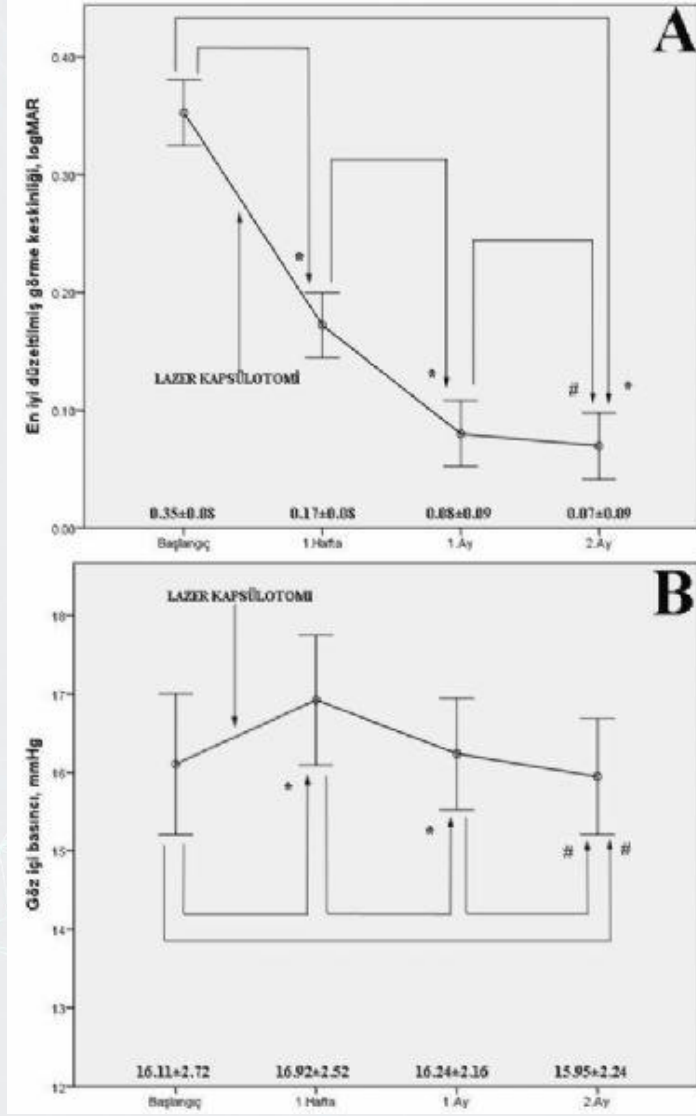 A
En iyi düzeltilmiş görme keskinliği, logMAR
0.40
0.30
0.20
0.10
0.00
*
*
#
*
LAZER KAPSÜLOTOMİ
0.35±0.08
0.17±0.08
0.08±0.09
0.07±0.09
Başlangıç
1.Hafta
1.Ay
2.Ay
B
Göz içi basıncı, mmHg
LAZER KAPSÜLOTOMI
18
17
16
15
14
13
12
*
*
#
#
16.11±2.72
16.92±2.52
16.24±2.16
15.95±2.24
Başlangıç
1.Hafta
1.Ay
2.Ay